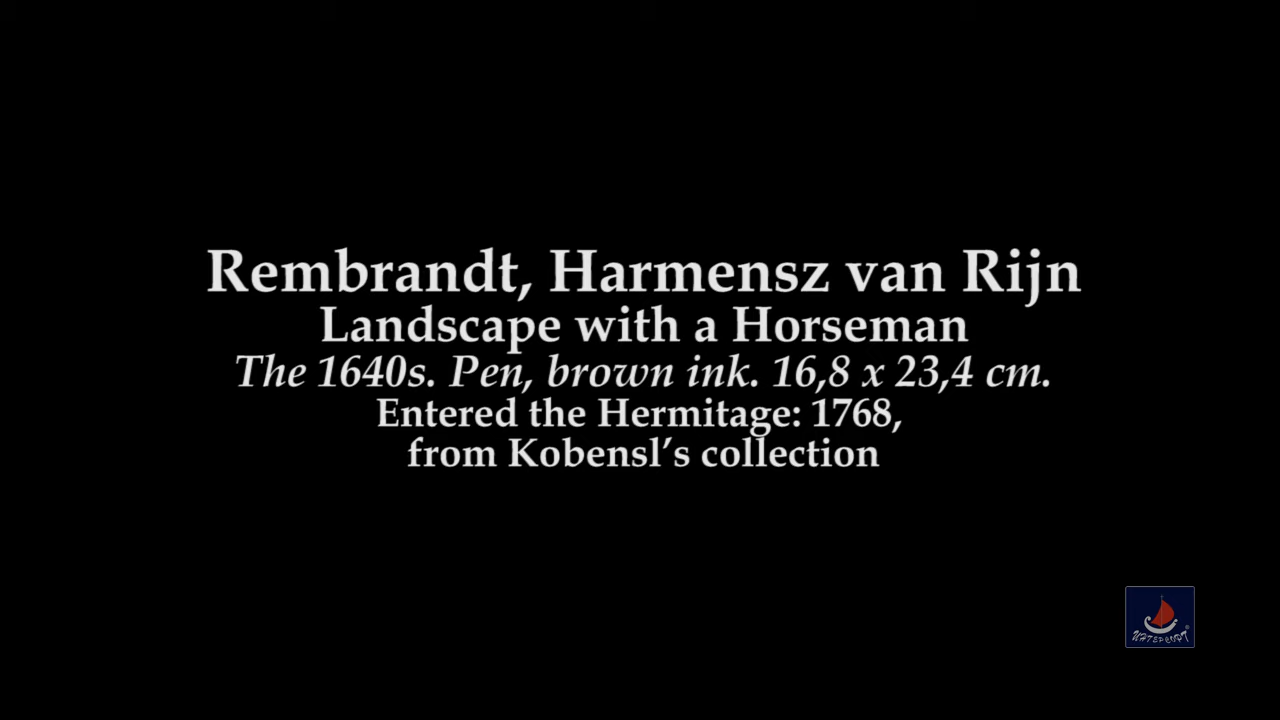 Rembrandt, Harmensz van Rijn
Landscape with a Horseman
The 1640s. Pen, brown ink. 16,8 x 23,4 cm.
Entered the Hermitage: 1768,
from Kobensl’s collection